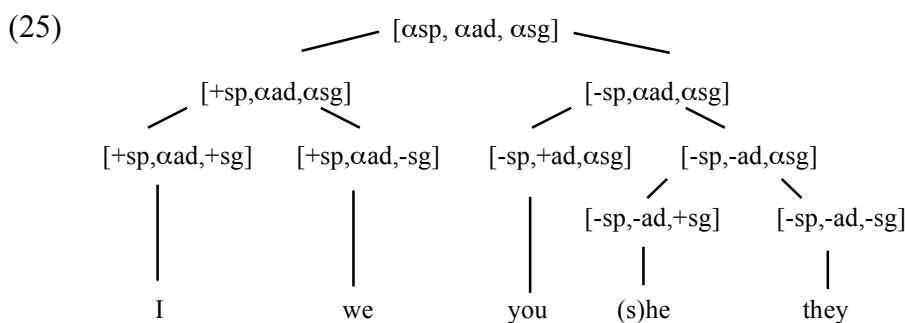 (25) [αsp, αad, αsg]
[+sp,αad,αsg] [-sp,αad,αsg]
[+sp,αad,+sg] [+sp,αad,-sg] [-sp,+ad,αsg] [-sp,-ad,αsg]
[-sp,-ad,+sg] [-sp,-ad,-sg]
I we you (s)he they